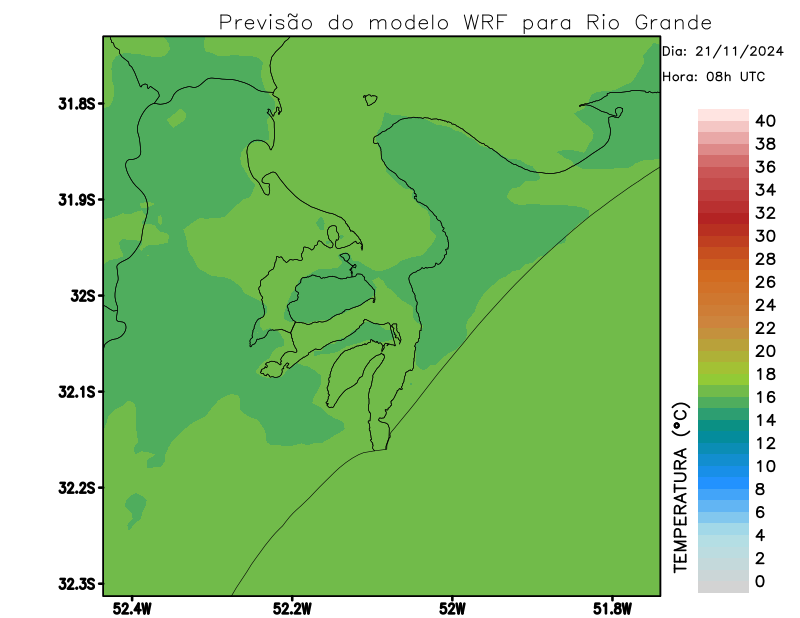 Previsão do modelo WRF para Rio Grande
Dia: 21/11/2024
Hora: 08h UTC
31.8S
31.9S
32S
32.1S
32.2S
32.3S
52.4W
52.2W
52W
51.8W
TEMPERATURA (°C)
40
38
36
34
32
30
28
26
24
22
20
18
16
14
12
10
8
6
5
4
2
0